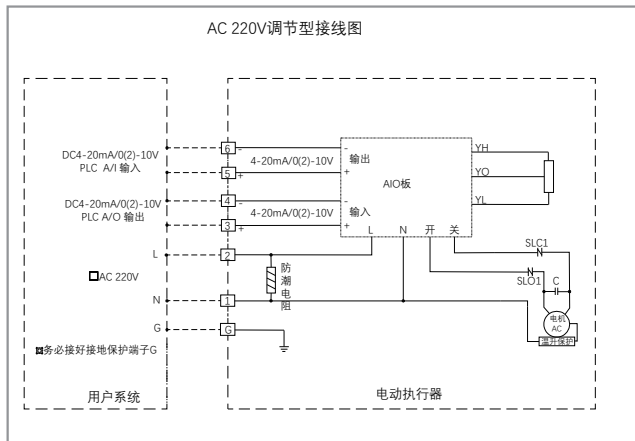 AC 220V调节型接线图
DC4-20mA/0(2)-10V
PLC A/I 输入
DC4-20mA/0(2)-10V
PLC A/O 输出
L
AC 220V
N
G
务必接好接地保护端子G
用户系统
6 -
4-20mA/0(2)-10V
5 +
4 -
4-20mA/0(2)-10V
3 +
2
1
G
防潮电阻
- 输出
+
AIO板
- 输入
+
L N 开 关
YH
YO
YL
SLC1
SLO1
C
电机
AC
温升保护
电动执行器